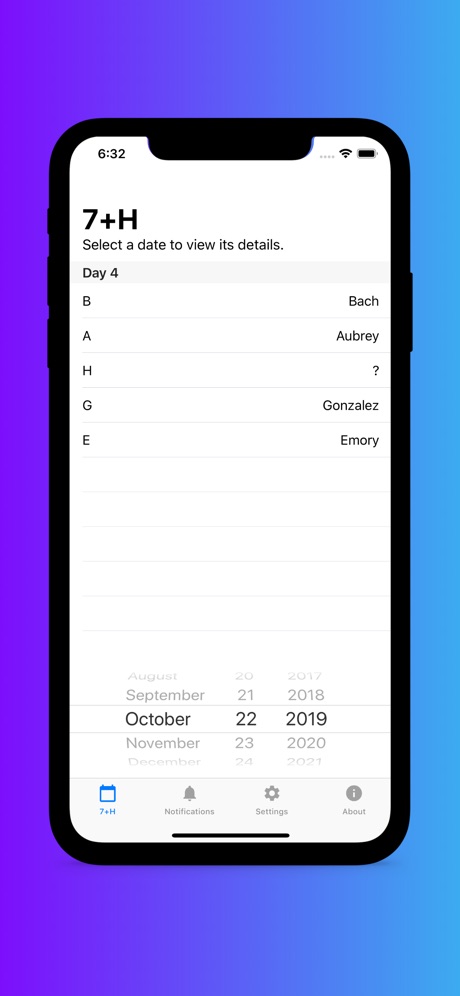 6:32
7+H
Select a date to view its details.
Day 4
B Bach
A Aubrey
H ?
G Gonzalez
E Emory
August 20 2017
September 21 2018
October 22 2019
November 23 2020
December 24 2021
7+H Notifications Settings About